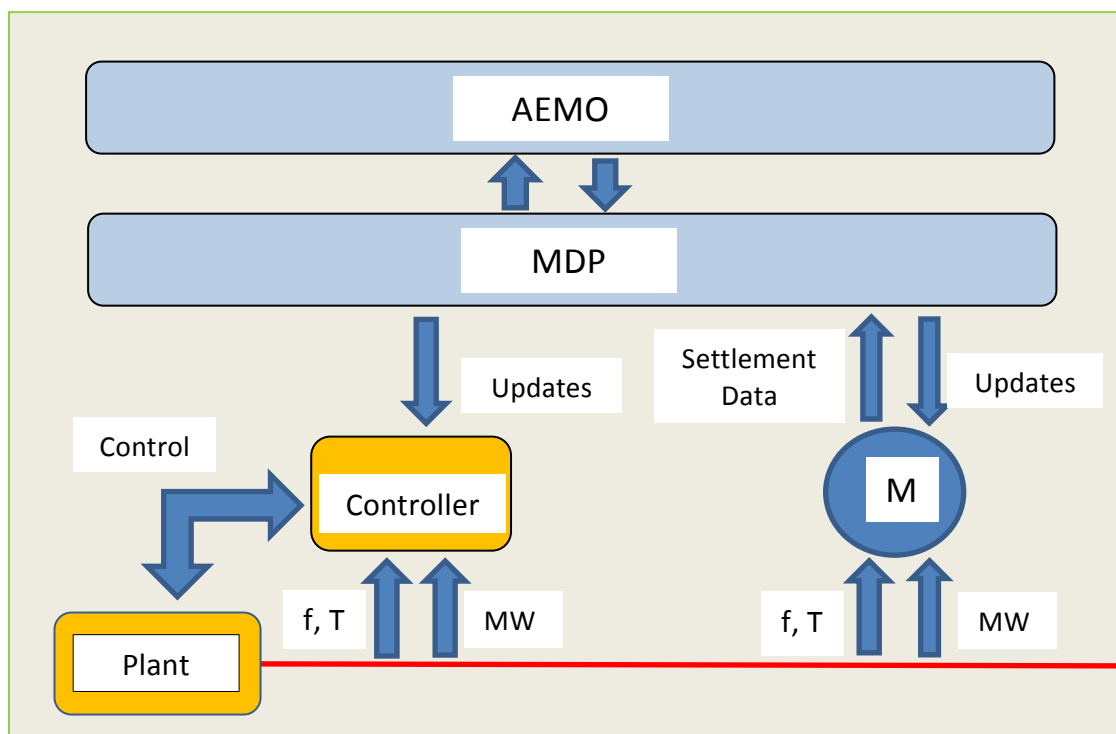 AEMO
MDP
Updates
Settlement
Data
Updates
Control
Controller
M
f, T
MW
f, T
MW
Plant